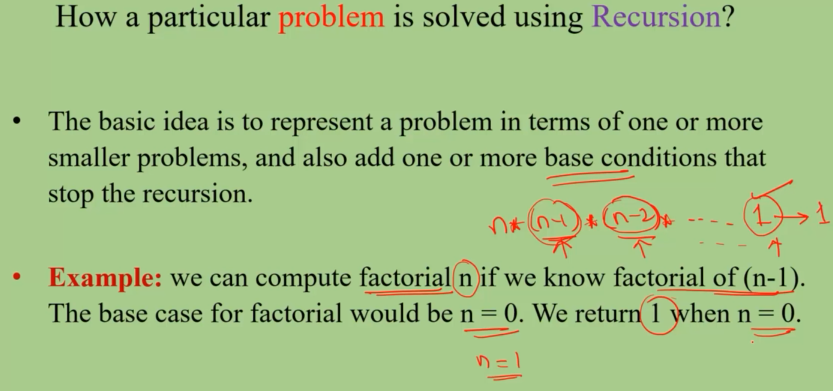 How a particular problem is solved using Recursion?
• The basic idea is to represent a problem in terms of one or more
smaller problems, and also add one or more base conditions that
stop the recursion.
n* (n-1) * (n-2)* ---- 1 → 1
• Example: we can compute factorial n if we know factorial of (n-1).
The base case for factorial would be n = 0. We return 1 when n = 0.
n=1